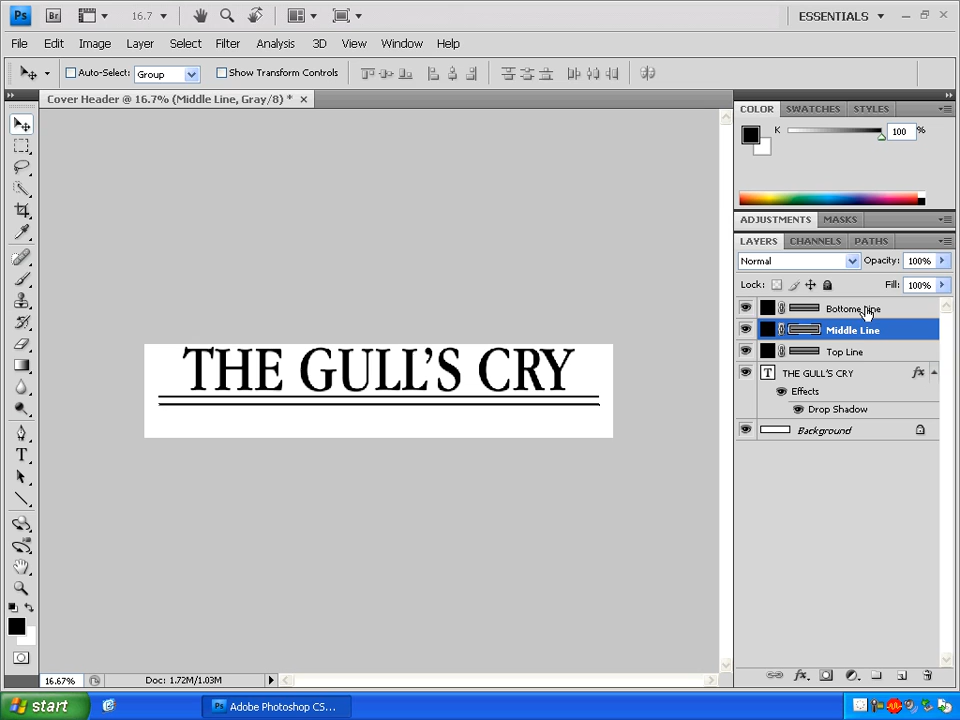 Ps Br 16.7
ESSENTIALS
File Edit Image Layer Select Filter Analysis 3D View Window Help
Auto-Select: Group Show Transform Controls
Cover Header @ 16.7% (Middle Line, Gray/8) * ×
COLOR SWATCHES STYLES
K 100 %
ADJUSTMENTS MASKS
LAYERS CHANNELS PATHS
Normal Opacity: 100%
Lock: Fill: 100%
Middle Line
Top Line
T THE GULL'S CRY fx
Effects
Drop Shadow
Background
THE GULL'S CRY
16.67% Doc: 1.72M/1.03M
start Ps Adobe Photoshop CS...